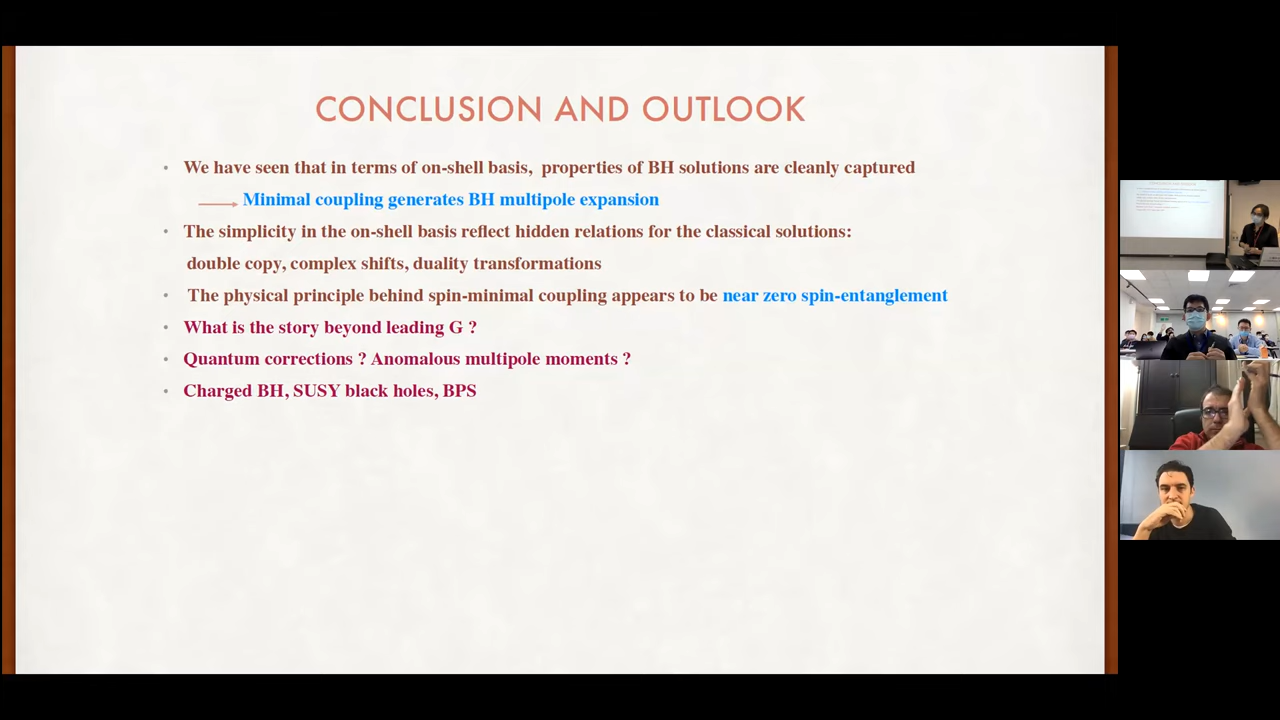 CONCLUSION AND OUTLOOK
• We have seen that in terms of on-shell basis, properties of BH solutions are cleanly captured
Minimal coupling generates BH multipole expansion
• The simplicity in the on-shell basis reflect hidden relations for the classical solutions:
double copy, complex shifts, duality transformations
• The physical principle behind spin-minimal coupling appears to be near zero spin-entanglement
• What is the story beyond leading G ?
• Quantum corrections ? Anomalous multipole moments ?
• Charged BH, SUSY black holes, BPS